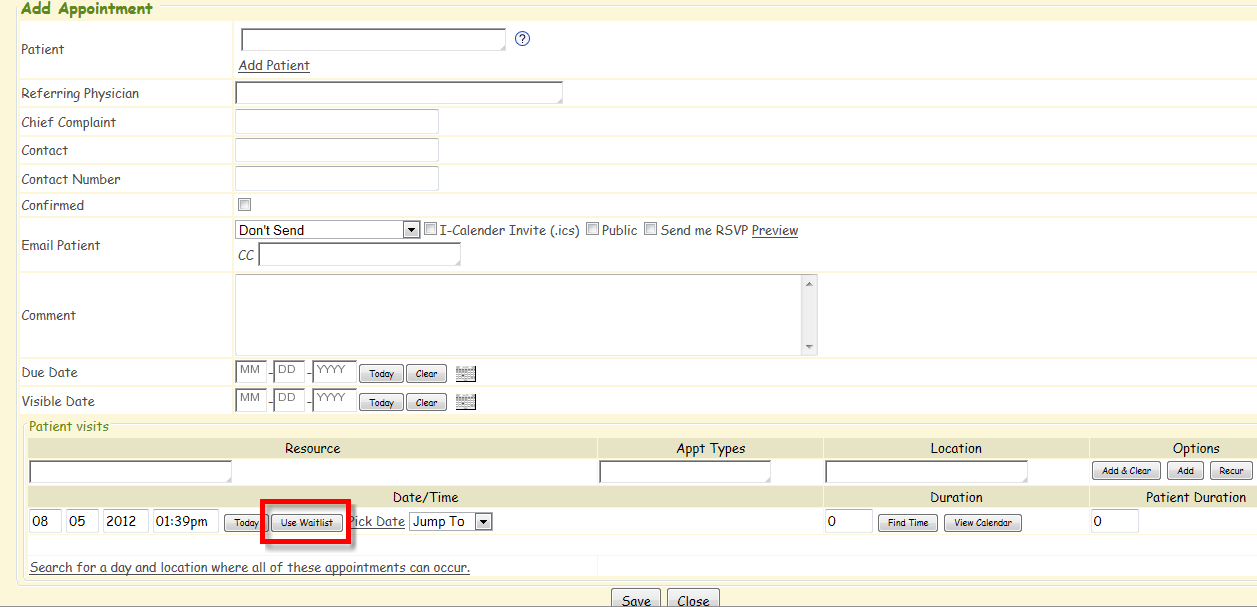 Add Appointment
Patient
Add Patient
Referring Physician
Chief Complaint
Contact
Contact Number
Confirmed
Email Patient Don't Send I-Calender Invite (.ics) Public Send me RSVP Preview
CC
Comment
Due Date MM - DD - YYYY Today Clear
Visible Date MM - DD - YYYY Today Clear
Patient visits
Resource Appt Types Location Options
Add & Clear Add Recur
Date/Time Duration Patient Duration
08 05 2012 01:39pm Today Use Waitlist Pick Date Jump To 0 Find Time View Calendar 0
Search for a day and location where all of these appointments can occur.
Save Close